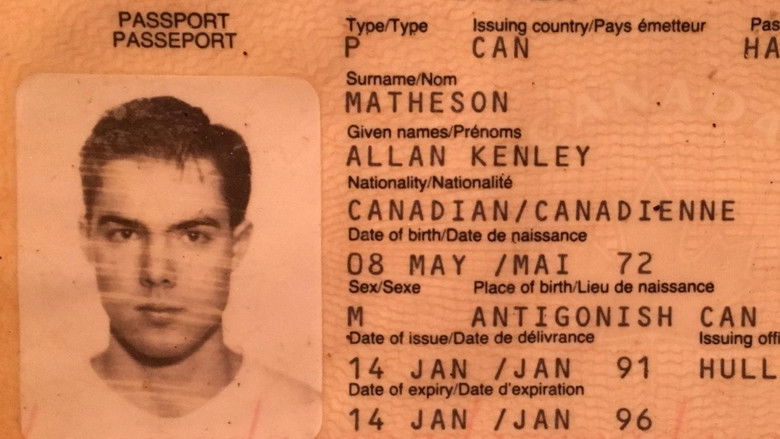 PASSPORT
PASSEPORT
Type/Type Issuing country/Pays émetteur
P CAN HA
Surname/Nom
MATHESON
Given names/Prénoms
ALLAN KENLEY
Nationality/Nationalité
CANADIAN/CANADIENNE
Date of birth/Date de naissance
08 MAY /MAI 72
Sex/Sexe Place of birth/Lieu de naissance
M ANTIGONISH CAN
Date of issue/Date de délivrance Issuing
14 JAN /JAN 91 HULL
Date of expiry/Date d'expiration
14 JAN /JAN 96